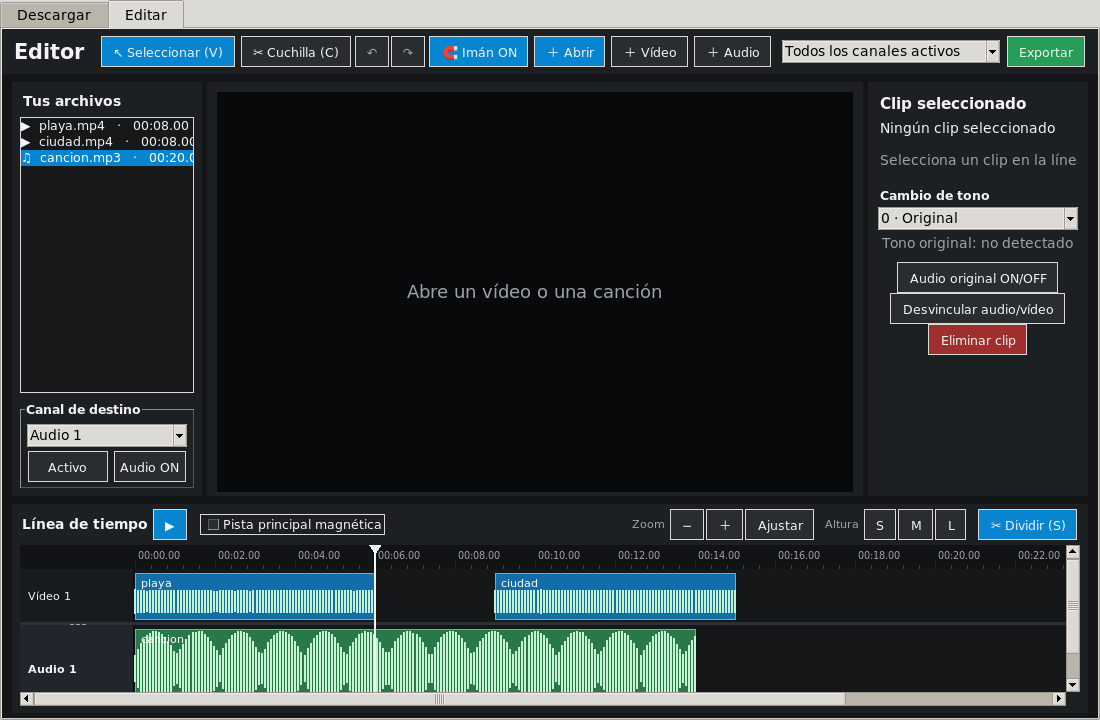 Descargar Editar
Editor ↖ Seleccionar (V) ✂ Cuchilla (C) ↶ ↷ 🧲 Imán ON + Abrir + Vídeo + Audio Todos los canales activos Exportar
Tus archivos
▶ playa.mp4 · 00:08.00
▶ ciudad.mp4 · 00:08.00
♫ cancion.mp3 · 00:20.0
Canal de destino
Audio 1
Activo Audio ON
Abre un vídeo o una canción
Clip seleccionado
Ningún clip seleccionado
Selecciona un clip en la líne
Cambio de tono
0 · Original
Tono original: no detectado
Audio original ON/OFF
Desvincular audio/vídeo
Eliminar clip
Línea de tiempo ▶ Pista principal magnética Zoom − + Ajustar Altura S M L ✂ Dividir (S)
00:00.00 00:02.00 00:04.00 00:06.00 00:08.00 00:10.00 00:12.00 00:14.00 00:16.00 00:18.00 00:20.00 00:22.00
Vídeo 1 playa ciudad
cancion
Audio 1